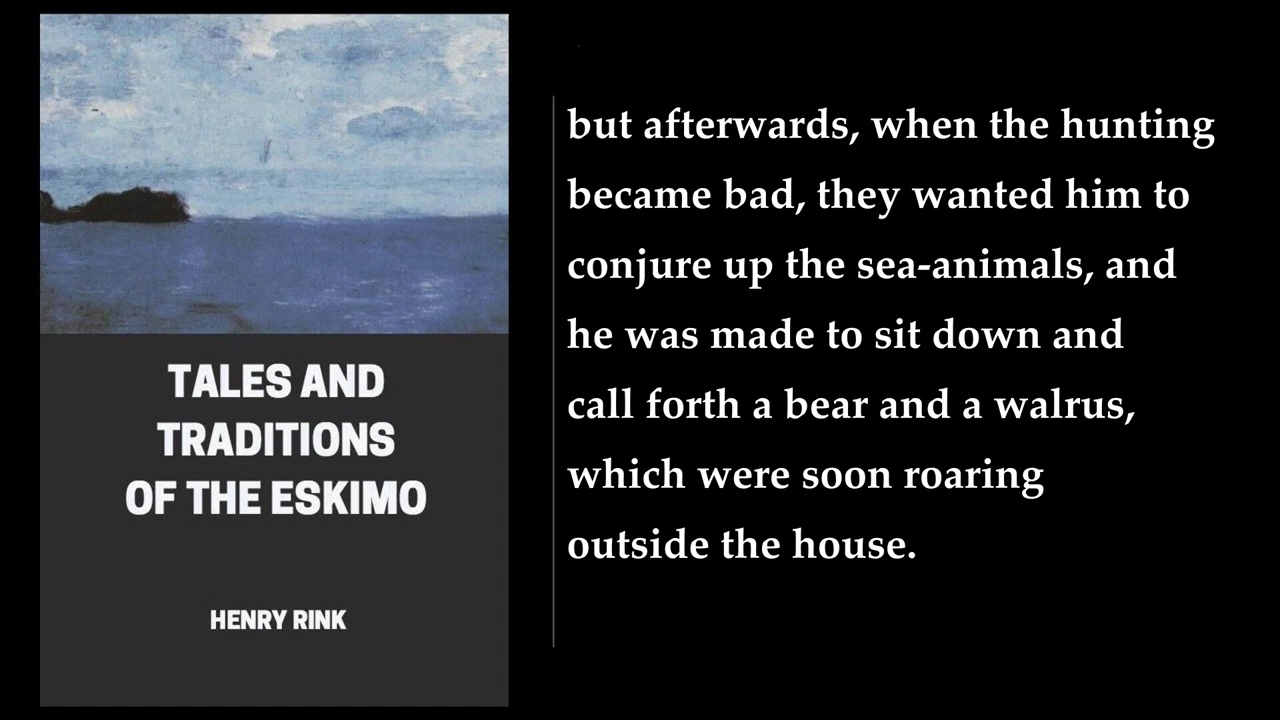 TALES AND
TRADITIONS
OF THE ESKIMO
HENRY RINK
but afterwards, when the hunting
became bad, they wanted him to
conjure up the sea-animals, and
he was made to sit down and
call forth a bear and a walrus,
which were soon roaring
outside the house.